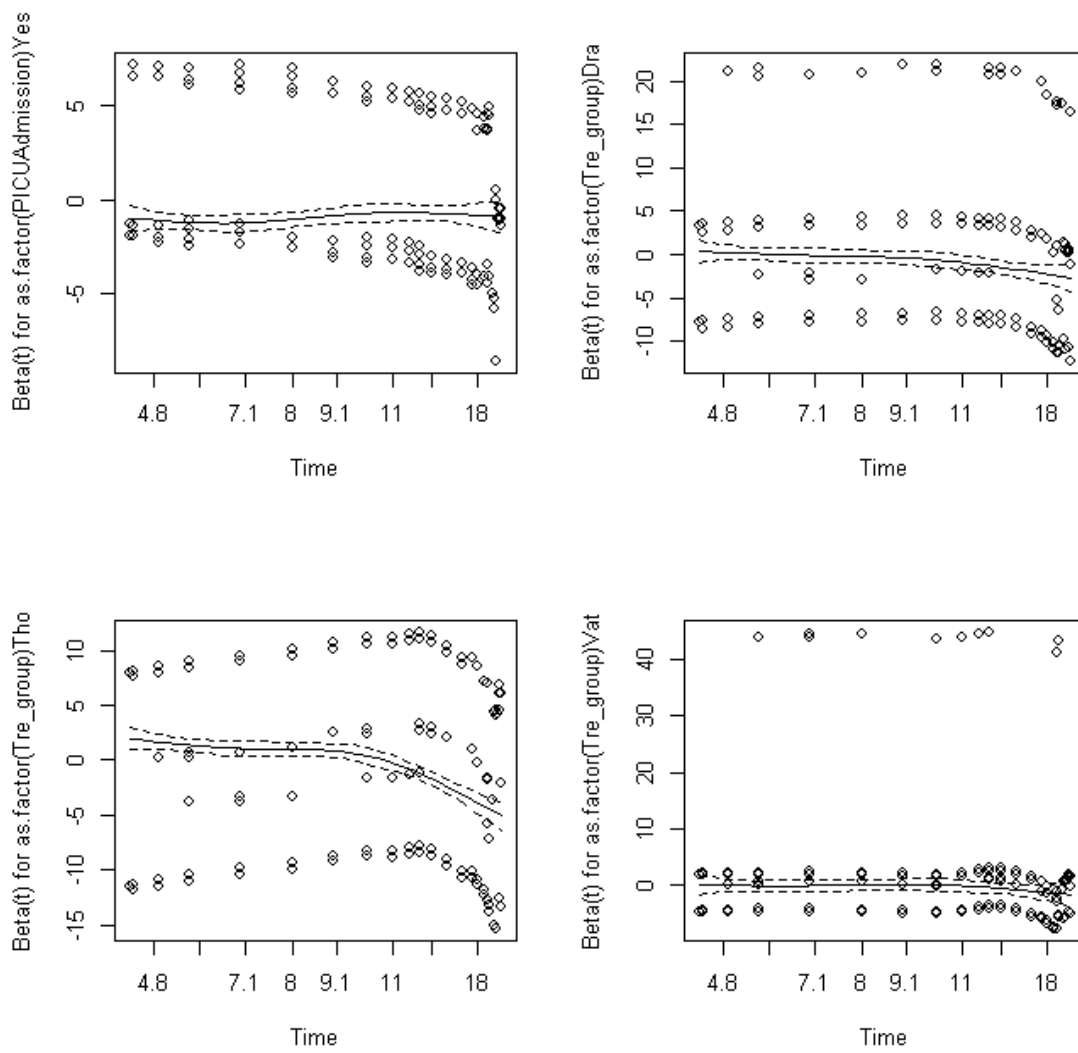 Beta(t) for as.factor(PICUAdmission)Yes
5
0
-5
4.8 7.1 8 9.1 11 18
Time
Beta(t) for as.factor(Tre_group)Dra
20
15
10
5
0
-5
-10
4.8 7.1 8 9.1 11 18
Time
Beta(t) for as.factor(Tre_group)Tho
10
5
0
-5
-10
-15
4.8 7.1 8 9.1 11 18
Time
Beta(t) for as.factor(Tre_group)Vat
40
30
20
10
0
4.8 7.1 8 9.1 11 18
Time